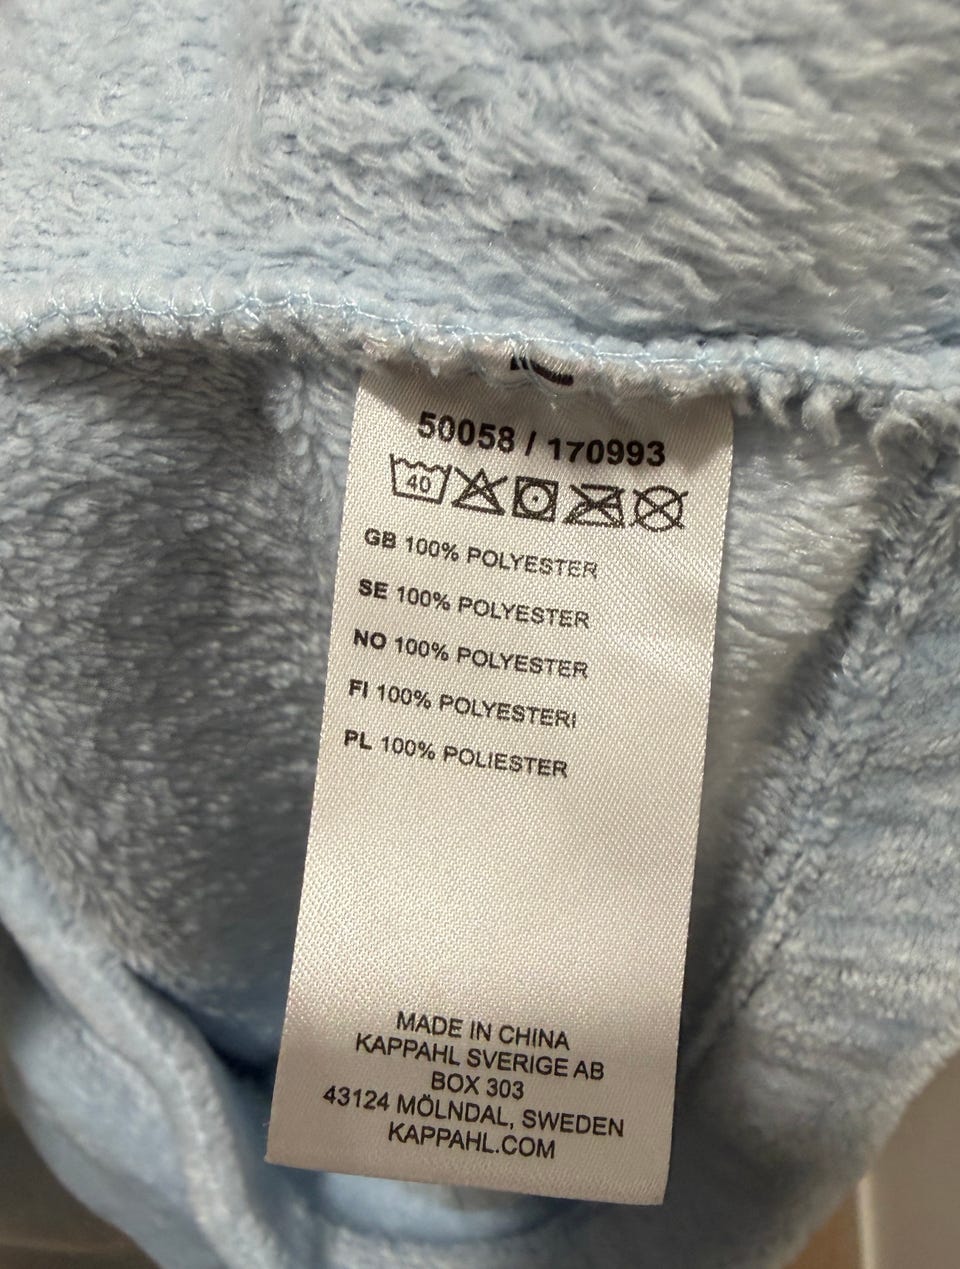 50058 / 170993
40
GB 100% POLYESTER
SE 100% POLYESTER
NO 100% POLYESTER
FI 100% POLYESTERI
PL 100% POLIESTER
MADE IN CHINA
KAPPAHL SVERIGE AB
BOX 303
43124 MÖLNDAL, SWEDEN
KAPPAHL.COM